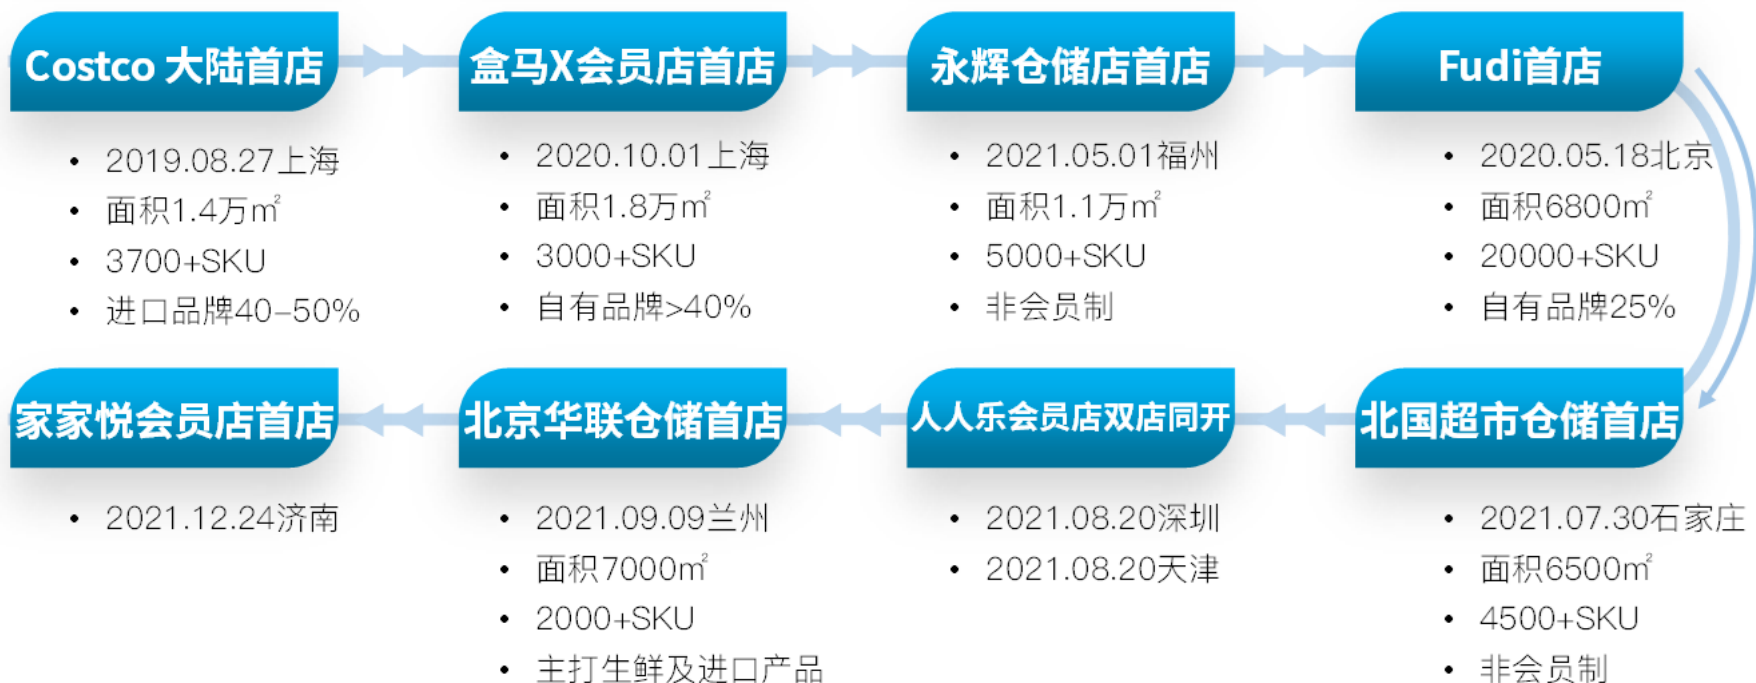 Costco 大陆首店
• 2019.08.27上海
• 面积1.4万㎡
• 3700+SKU
• 进口品牌40-50%
盒马X会员店首店
• 2020.10.01上海
• 面积1.8万㎡
• 3000+SKU
• 自有品牌>40%
永辉仓储店首店
• 2021.05.01福州
• 面积1.1万㎡
• 5000+SKU
• 非会员制
Fudi首店
• 2020.05.18北京
• 面积6800㎡
• 20000+SKU
• 自有品牌25%
北国超市仓储首店
• 2021.07.30石家庄
• 面积6500㎡
• 4500+SKU
• 非会员制
人人乐会员店双店同开
• 2021.08.20深圳
• 2021.08.20天津
北京华联仓储首店
• 2021.09.09兰州
• 面积7000㎡
• 2000+SKU
• 主打生鲜及进口产品
家家悦会员店首店
• 2021.12.24济南